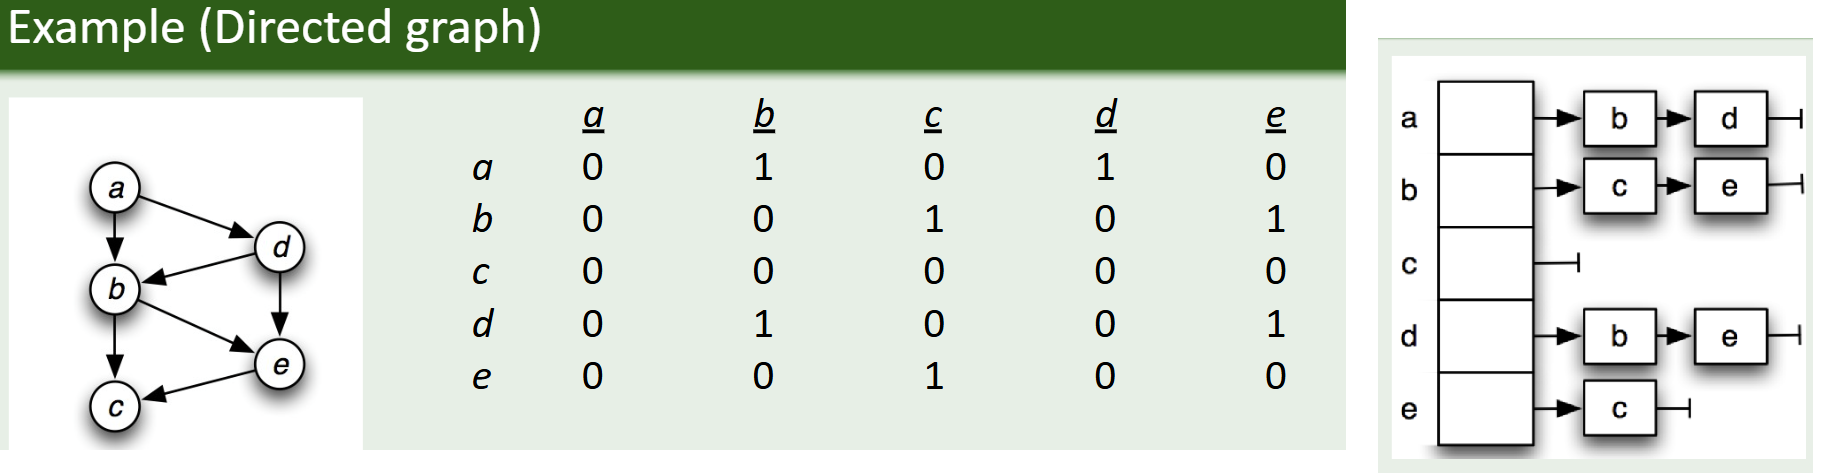 Example (Directed graph)
a
d
b
e
c
a b c d e
a 0 1 0 1 0
b 0 0 1 0 1
c 0 0 0 0 0
d 0 1 0 0 1
e 0 0 1 0 0
a b d
b c e
c
d b e
e c